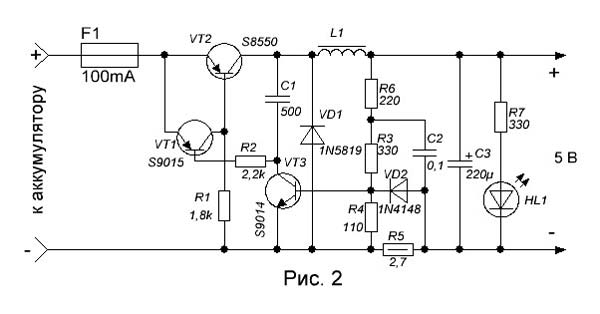 F1
100mA
VT2
S8550
L1
+
к аккумулятору
-
VT1
S9015
R2
2,2k
R1
1,8k
C1
500
VT3
S9014
VD1
1N5819
R6
220
R3
330
R4
110
VD2
1N4148
C2
0,1
R5
2,7
+
C3
220µ
R7
330
HL1
+
5 В
-
Рис. 2